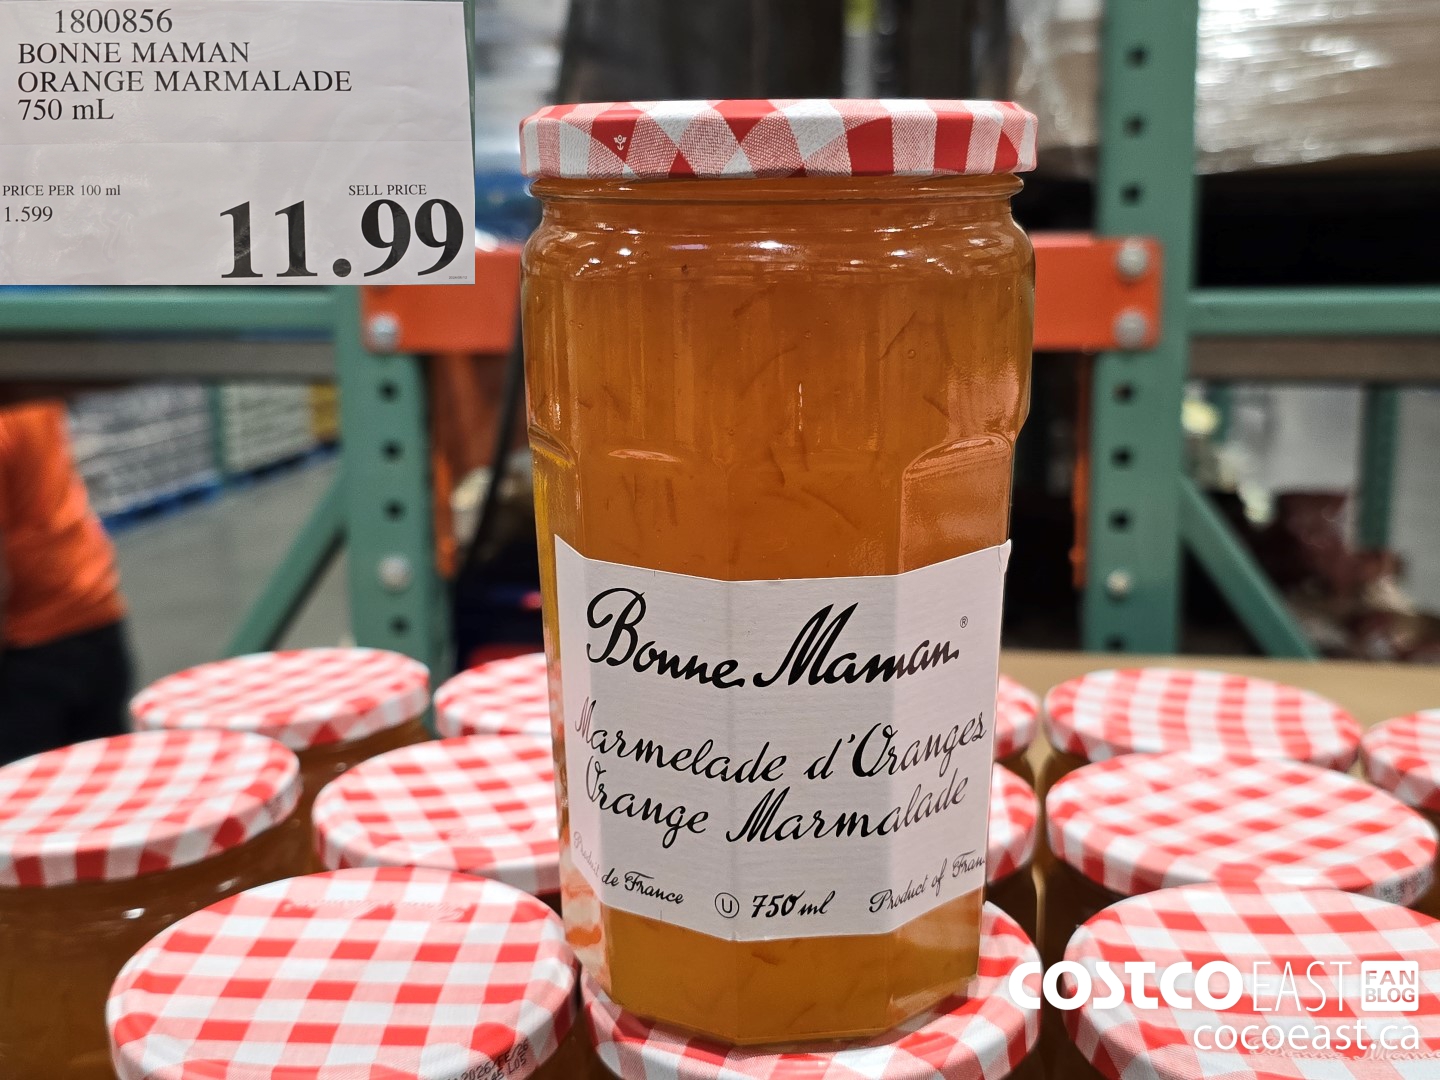 1800856
BONNE MAMAN
ORANGE MARMALADE
750 mL
PRICE PER 100 ml
1.599
SELL PRICE
11.99
Bonne Maman®
Marmelade d'Oranges
Orange Marmalade
Produit de France
U 750 ml
Product of Fran
COSTCO EAST FAN BLOG
cocoeast.ca